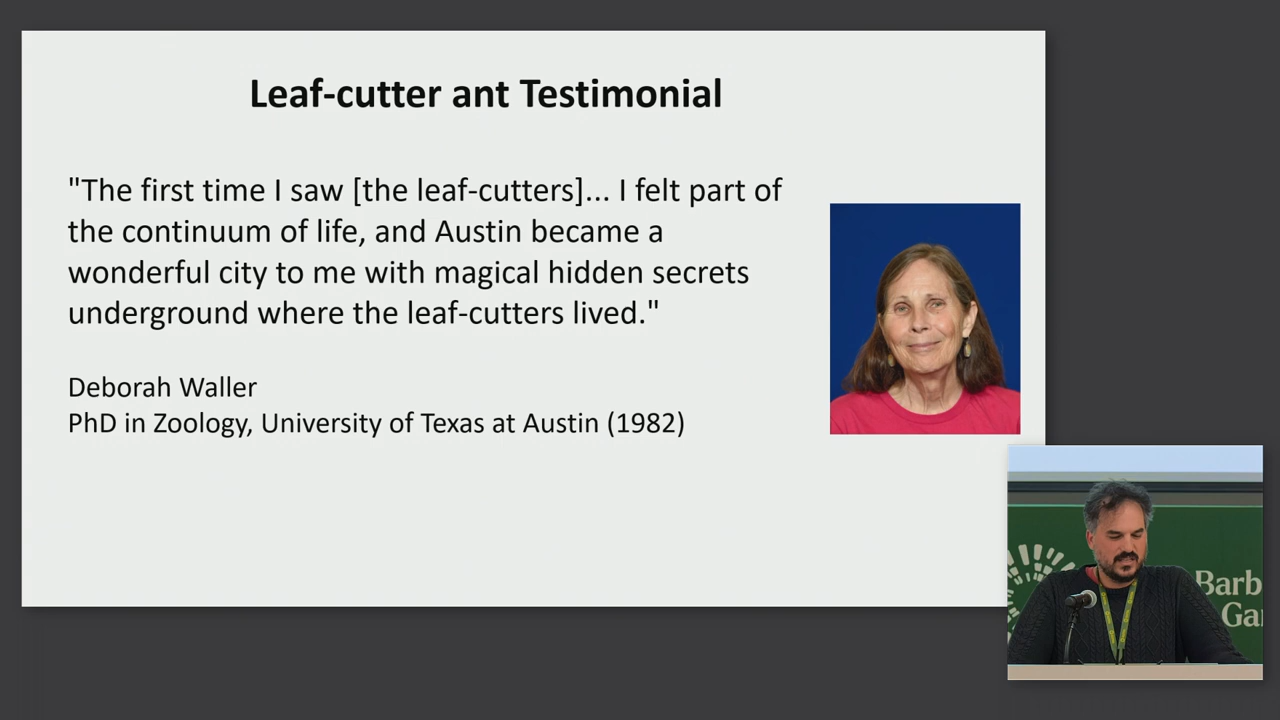 Leaf-cutter ant Testimonial
"The first time I saw [the leaf-cutters]... I felt part of
the continuum of life, and Austin became a
wonderful city to me with magical hidden secrets
underground where the leaf-cutters lived."
Deborah Waller
PhD in Zoology, University of Texas at Austin (1982)
Barb
Gar